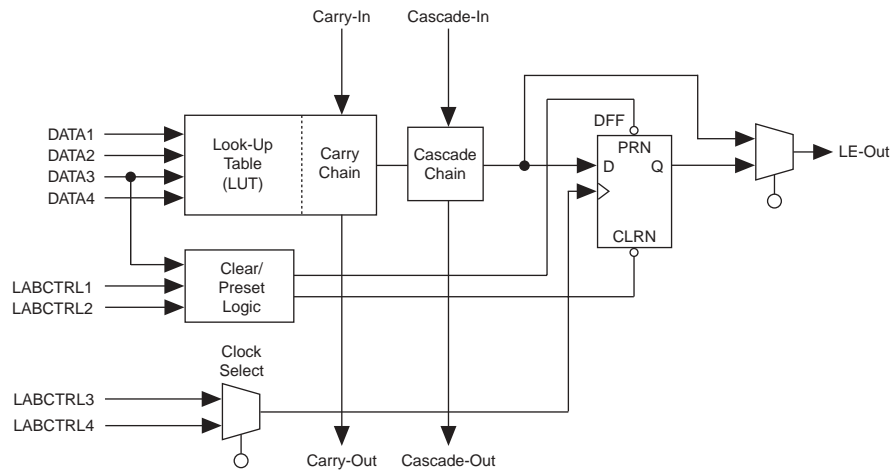 Carry-In
Cascade-In
DATA1
DATA2
DATA3
DATA4
Look-Up
Table
(LUT)
Carry
Chain
Cascade
Chain
DFF
PRN
D
Q
CLRN
LE-Out
LABCTRL1
LABCTRL2
Clear/
Preset
Logic
Clock
Select
LABCTRL3
LABCTRL4
Carry-Out
Cascade-Out